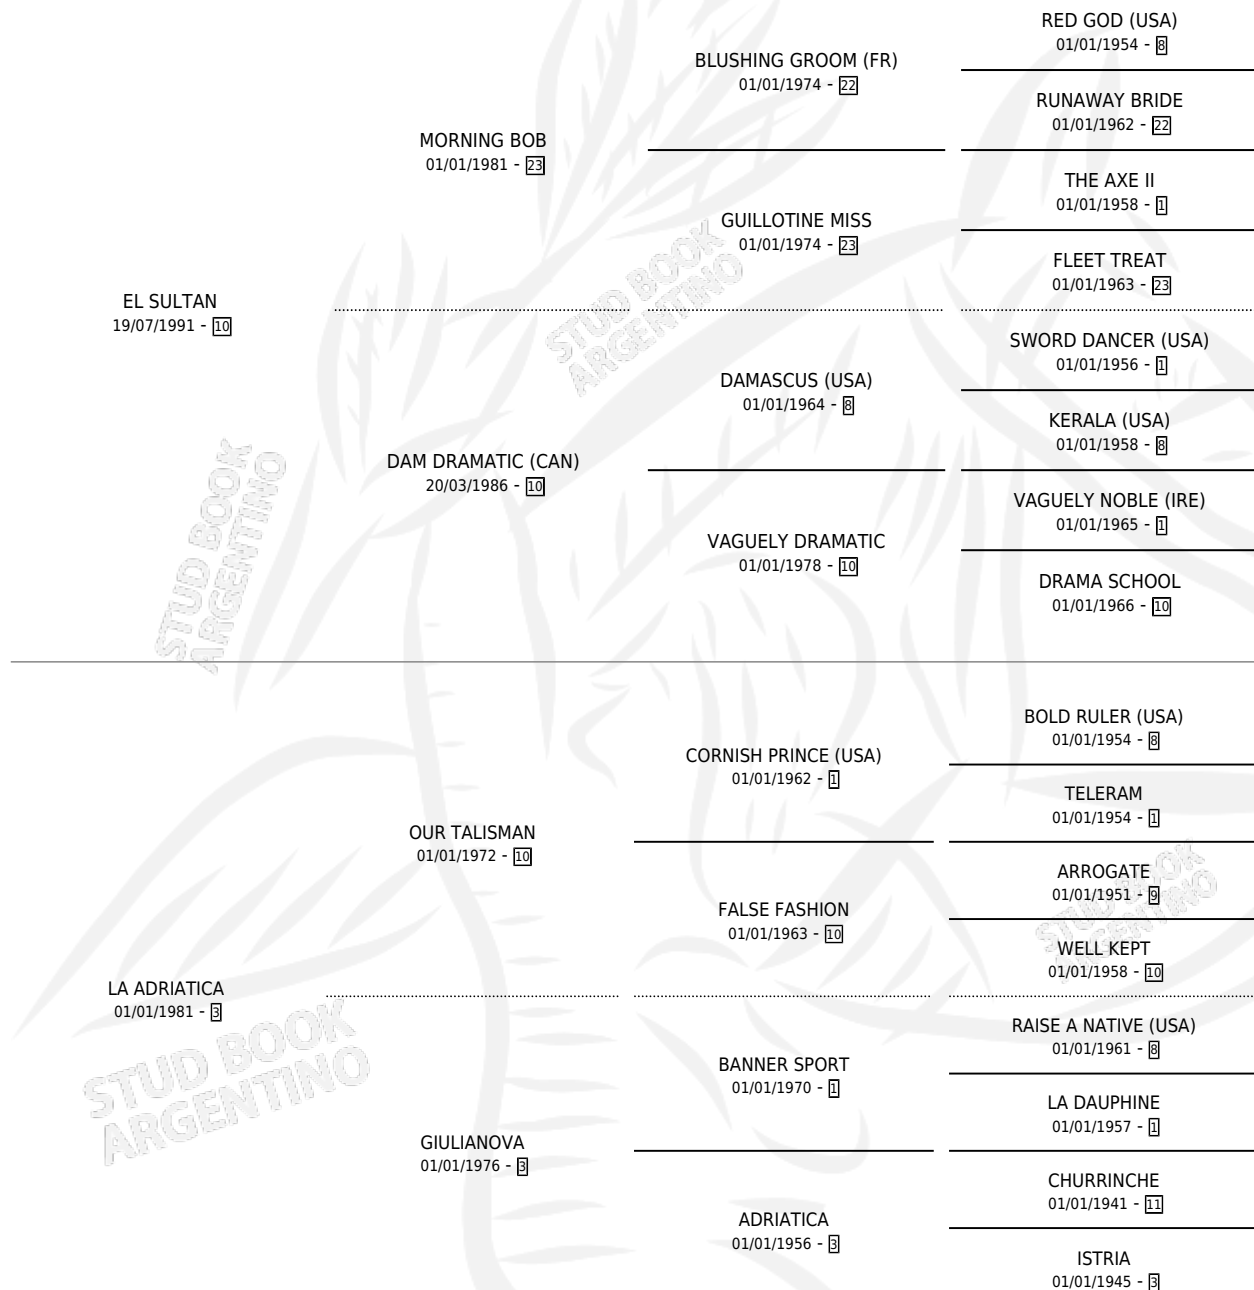 RED GOD (USA)
01/01/1954 - 8
BLUSHING GROOM (FR)
01/01/1974 - 22
RUNAWAY BRIDE
01/01/1962 - 22
MORNING BOB
01/01/1981 - 23
THE AXE II
01/01/1958 - 1
GUILLOTINE MISS
01/01/1974 - 23
FLEET TREAT
01/01/1963 - 23
EL SULTAN
19/07/1991 - 10
STUD BOOK
ARGENTINO
SWORD DANCER (USA)
01/01/1956 - 1
DAMASCUS (USA)
01/01/1964 - 8
KERALA (USA)
01/01/1958 - 8
DAM DRAMATIC (CAN)
20/03/1986 - 10
VAGUELY NOBLE (IRE)
01/01/1965 - 1
VAGUELY DRAMATIC
01/01/1978 - 10
DRAMA SCHOOL
01/01/1966 - 10
STUD BOOK
ARGENTINO
BOLD RULER (USA)
01/01/1954 - 8
CORNISH PRINCE (USA)
01/01/1962 - 1
TELERAM
01/01/1954 - 1
OUR TALISMAN
01/01/1972 - 10
ARROGATE
01/01/1951 - 9
FALSE FASHION
01/01/1963 - 10
WELL KEPT
01/01/1958 - 10
STUD BOOK
ARGENTINO
LA ADRIATICA
01/01/1981 - 3
RAISE A NATIVE (USA)
01/01/1961 - 8
BANNER SPORT
01/01/1970 - 1
LA DAUPHINE
01/01/1957 - 1
STUD BOOK
ARGENTINO
GIULIANOVA
01/01/1976 - 3
CHURRINCHE
01/01/1941 - 11
ADRIATICA
01/01/1956 - 3
ISTRIA
01/01/1945 - 3